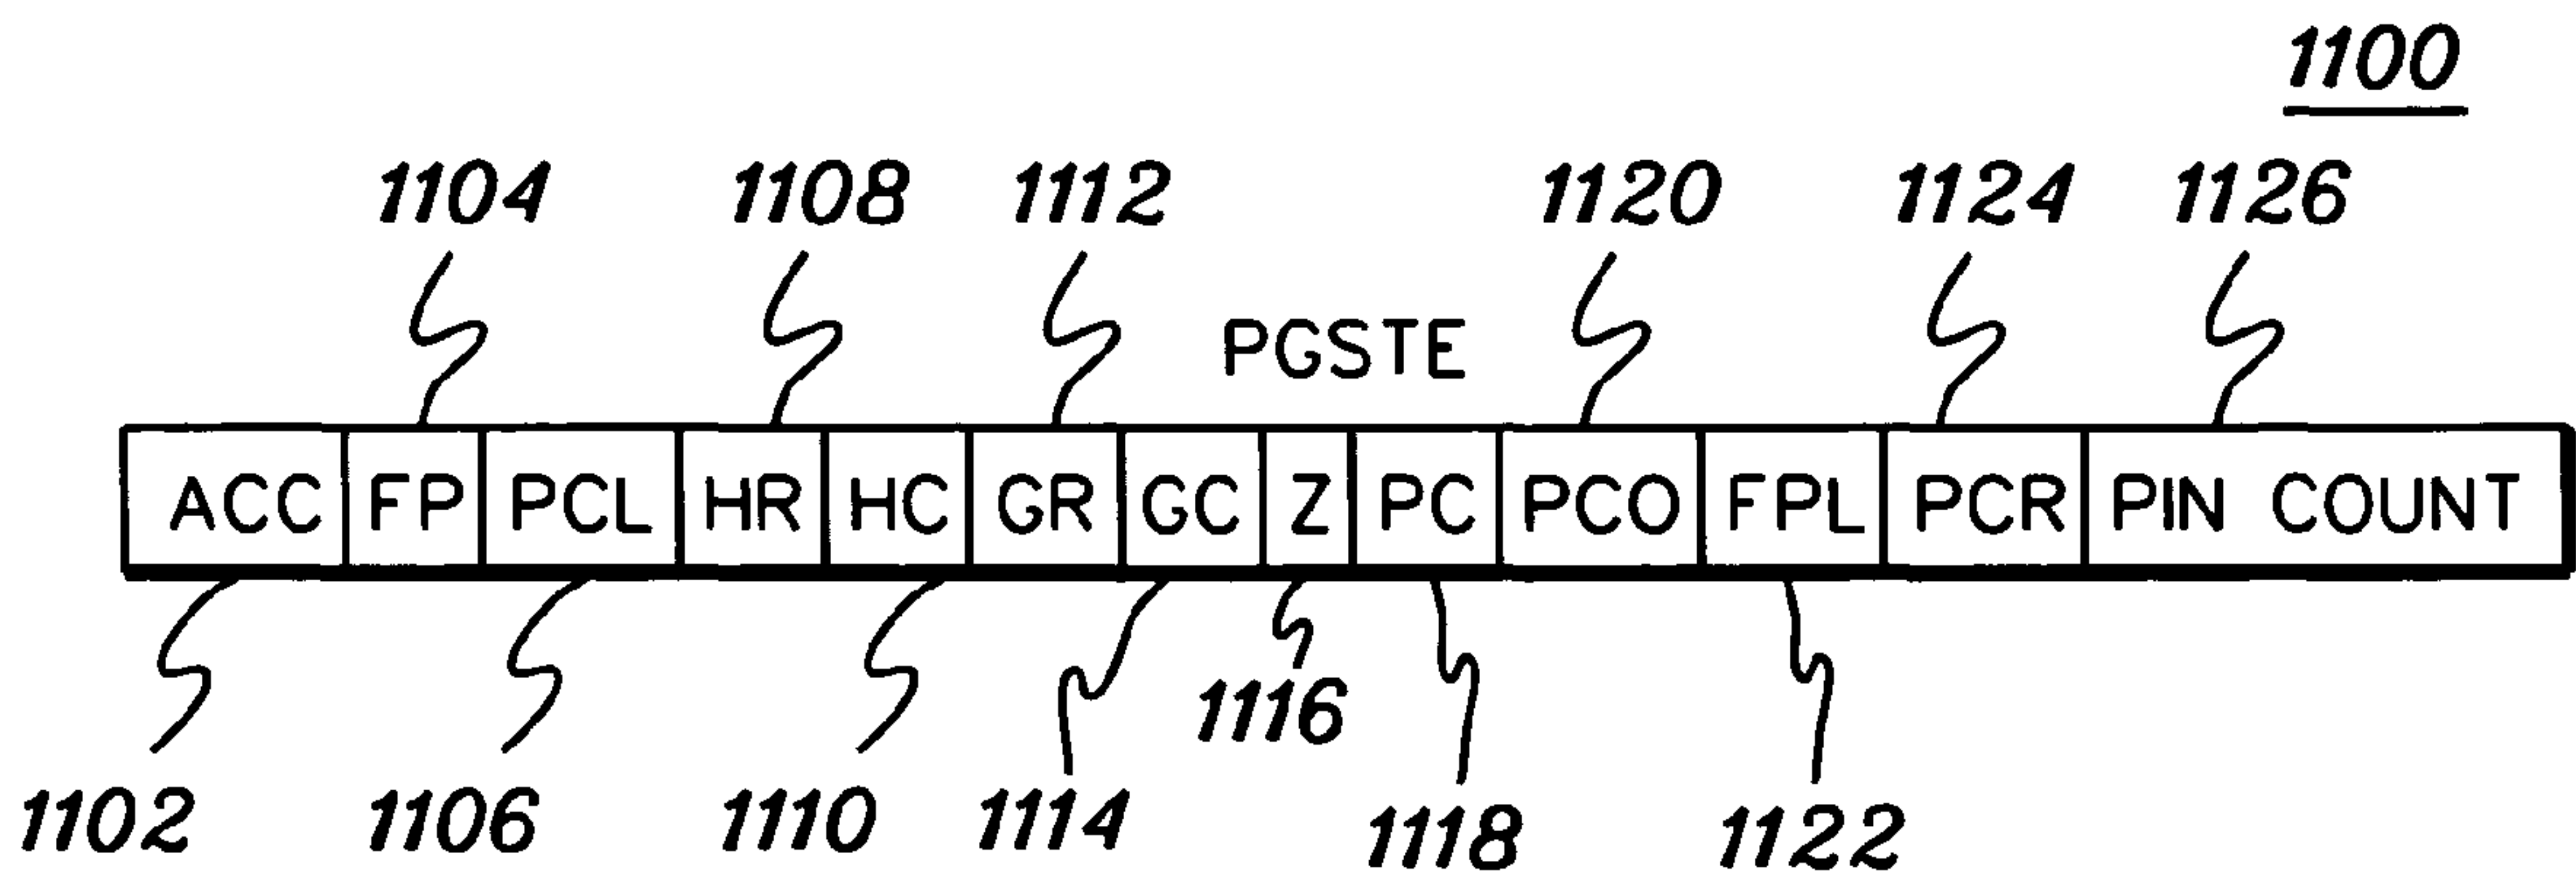 1100
1104 1108 1112 1120 1124 1126
PGSTE
ACC FP PCL HR HC GR GC Z PC PCO FPL PCR PIN COUNT
1116
1102 1106 1110 1114 1118 1122